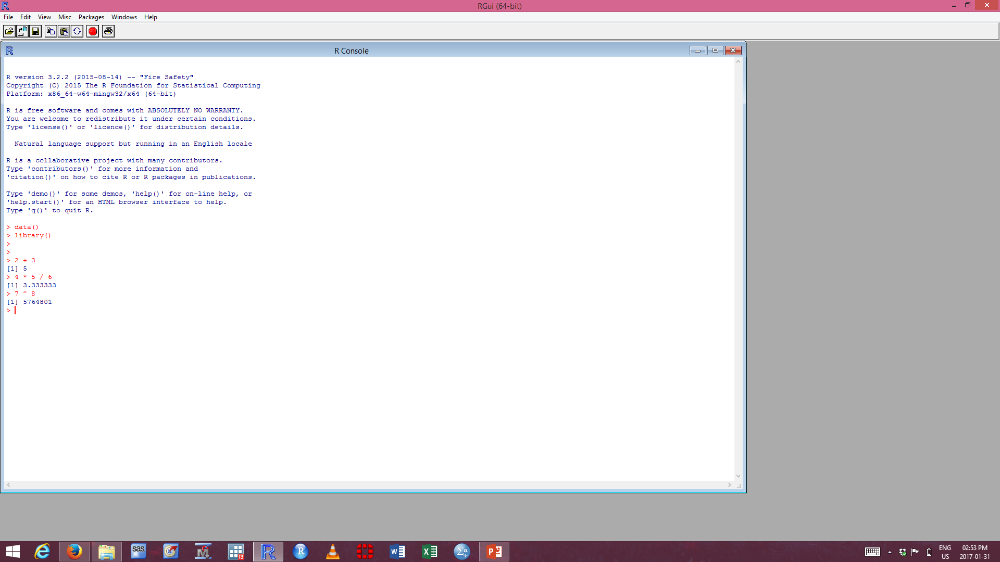 RGui (64-bit)
File Edit View Misc Packages Windows Help
STOP
R Console
R version 3.2.2 (2015-08-14) -- "Fire Safety"
Copyright (C) 2015 The R Foundation for Statistical Computing
Platform: x86_64-w64-mingw32/x64 (64-bit)
R is free software and comes with ABSOLUTELY NO WARRANTY.
You are welcome to redistribute it under certain conditions.
Type 'license()' or 'licence()' for distribution details.
Natural language support but running in an English locale
R is a collaborative project with many contributors.
Type 'contributors()' for more information and
'citation()' on how to cite R or R packages in publications.
Type 'demo()' for some demos, 'help()' for on-line help, or
'help.start()' for an HTML browser interface to help.
Type 'q()' to quit R.
> data()
> library()
>
>
> 2 + 3
[1] 5
> 4 * 5 / 6
[1] 3.333333
> 7 ^ 8
[1] 5764801
>
sas 13 R R W X Σα P
ENG 02:53 PM
US 2017-01-31